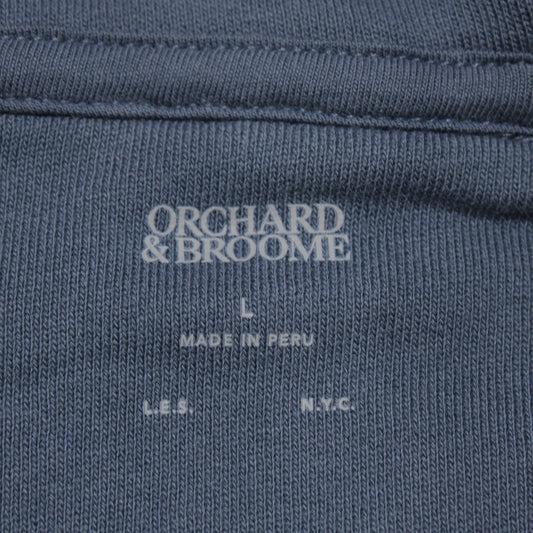 ORCHARD
& BROOME
L
MADE IN PERU
L.E.S. N.Y.C.